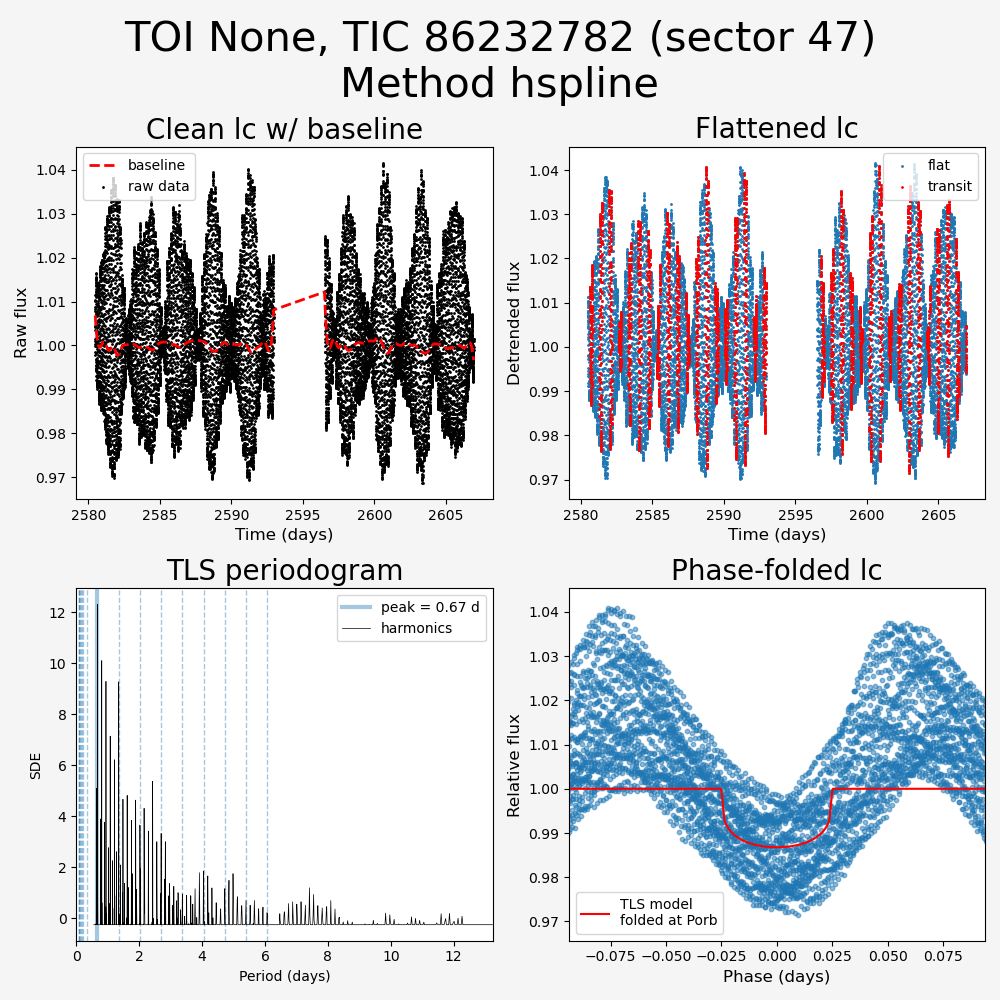 TOI None, TIC 86232782 (sector 47)
Method hspline
Clean lc w/ baseline
baseline
raw data
Raw flux
1.04
1.03
1.02
1.01
1.00
0.99
0.98
0.97
2580
2585
2590
2595
2600
2605
Time (days)
Flattened lc
flat
transit
Detrended flux
1.04
1.03
1.02
1.01
1.00
0.99
0.98
0.97
2580
2585
2590
2595
2600
2605
Time (days)
TLS periodogram
peak = 0.67 d
harmonics
SDE
12
10
8
6
4
2
0
0
2
4
6
8
10
12
Period (days)
Phase-folded lc
Relative flux
1.04
1.03
1.02
1.01
1.00
0.99
0.98
0.97
TLS model
folded at Porb
−0.075
−0.050
−0.025
0.000
0.025
0.050
0.075
Phase (days)